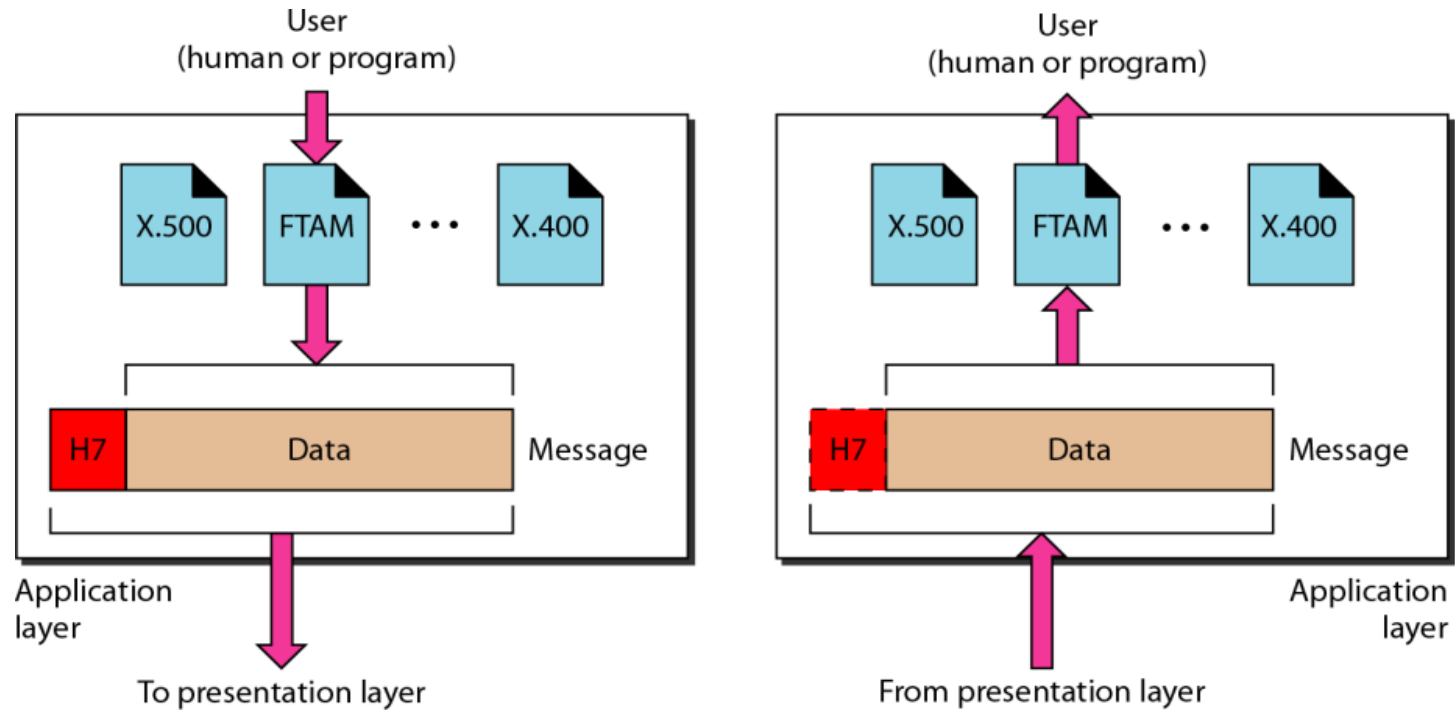 User
(human or program)
X.500
FTAM
...
X.400
H7
Data
Message
Application
layer
To presentation layer
User
(human or program)
X.500
FTAM
...
X.400
H7
Data
Message
Application
layer
From presentation layer